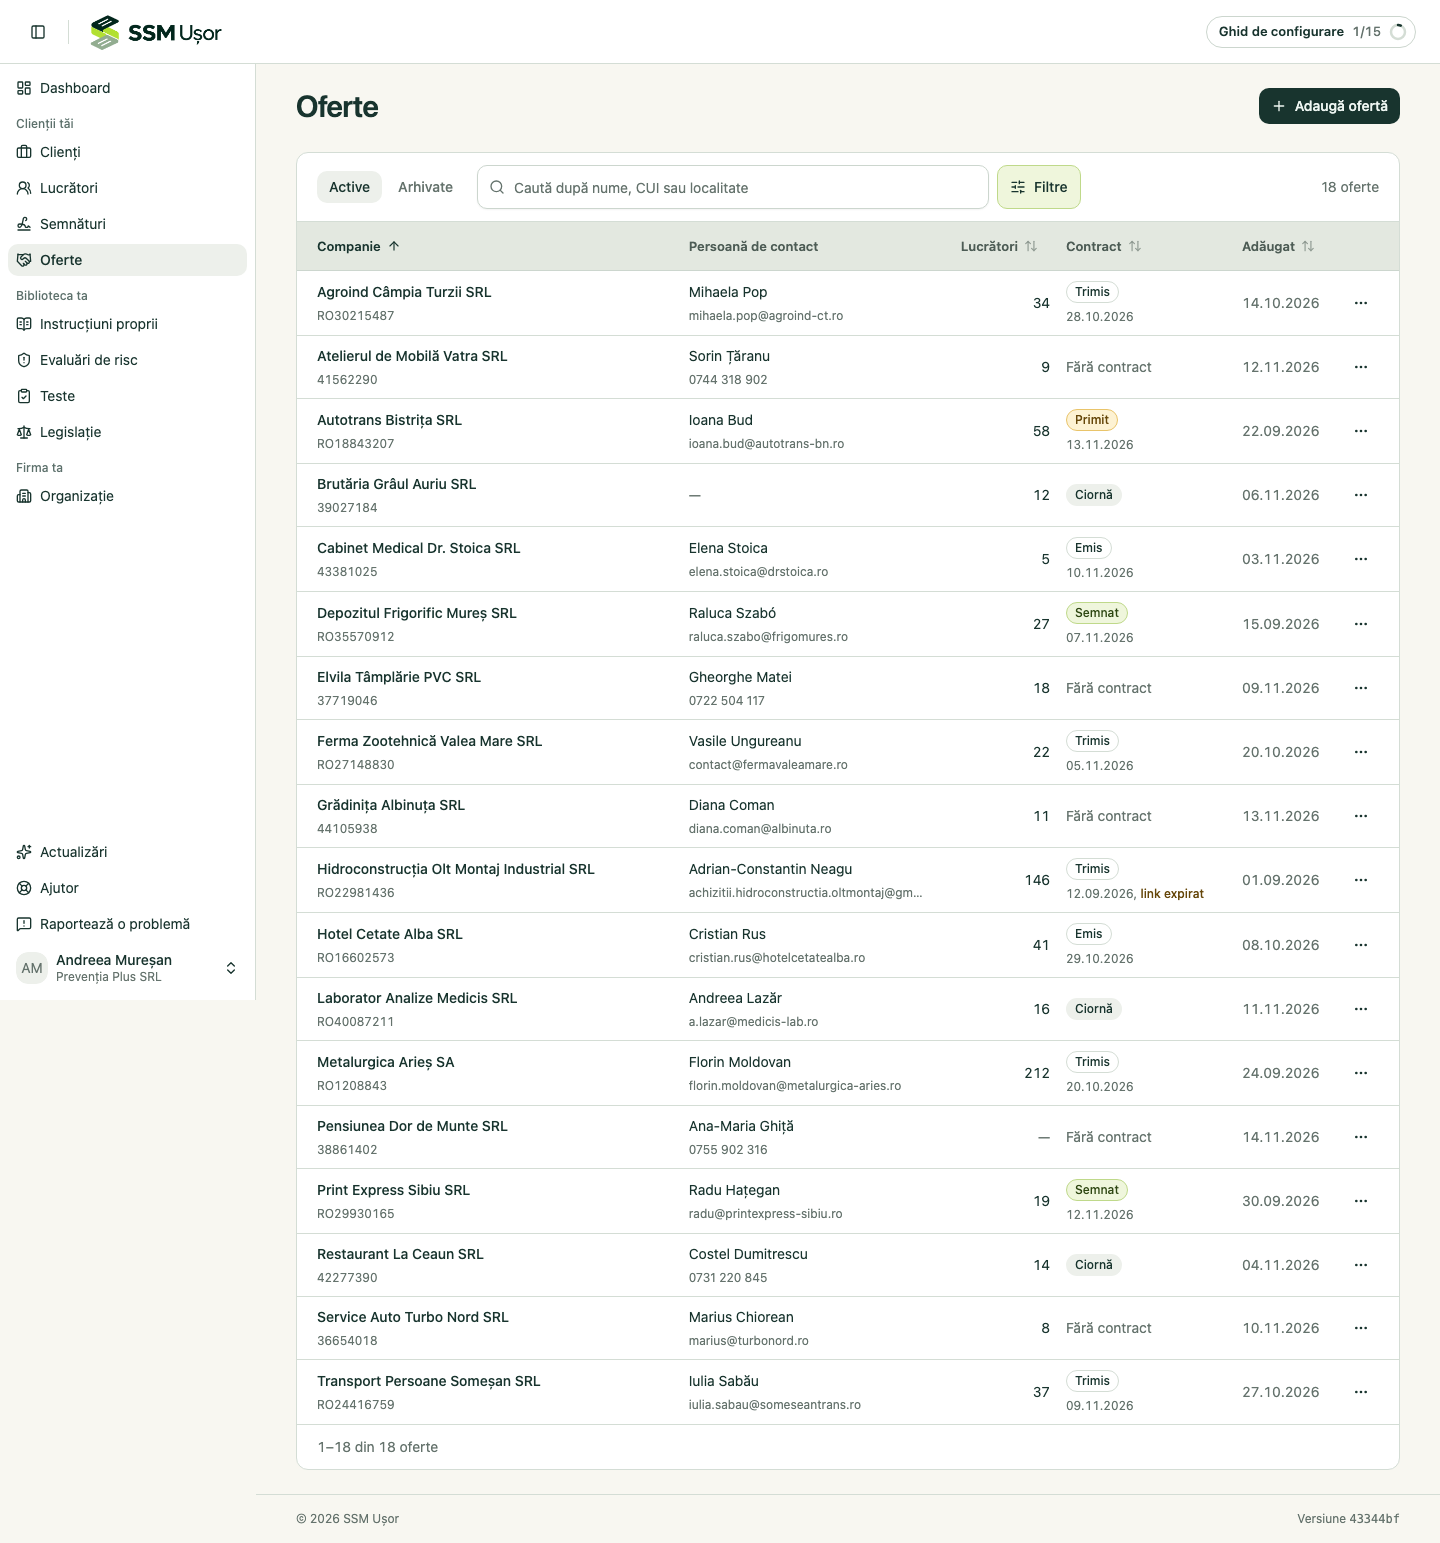 SSM Ușor
Ghid de configurare 1/15
Dashboard
Clienții tăi
Clienți
Lucrători
Semnături
Oferte
Biblioteca ta
Instrucțiuni proprii
Evaluări de risc
Teste
Legislație
Firma ta
Organizație
Actualizări
Ajutor
Raportează o problemă
AM
Andreea Mureșan
Prevenția Plus SRL
Oferte
Adaugă ofertă
Active Arhivate Caută după nume, CUI sau localitate Filtre 18 oferte
Companie Persoană de contact Lucrători Contract Adăugat
Agroind Câmpia Turzii SRL Mihaela Pop 34 Trimis 14.10.2026
RO30215487 mihaela.pop@agroind-ct.ro 28.10.2026
Atelierul de Mobilă Vatra SRL Sorin Țăranu 9 Fără contract 12.11.2026
41562290 0744 318 902
Autotrans Bistrița SRL Ioana Bud 58 Primit 22.09.2026
RO18843207 ioana.bud@autotrans-bn.ro 13.11.2026
Brutăria Grâul Auriu SRL — 12 Ciornă 06.11.2026
39027184
Cabinet Medical Dr. Stoica SRL Elena Stoica 5 Emis 03.11.2026
43381025 elena.stoica@drstoica.ro 10.11.2026
Depozitul Frigorific Mureș SRL Raluca Szabó 27 Semnat 15.09.2026
RO35570912 raluca.szabo@frigomures.ro 07.11.2026
Elvila Tâmplărie PVC SRL Gheorghe Matei 18 Fără contract 09.11.2026
37719046 0722 504 117
Ferma Zootehnică Valea Mare SRL Vasile Ungureanu 22 Trimis 20.10.2026
RO27148830 contact@fermavaleamare.ro 05.11.2026
Grădinița Albinuța SRL Diana Coman 11 Fără contract 13.11.2026
44105938 diana.coman@albinuta.ro
Hidroconstrucția Olt Montaj Industrial SRL Adrian-Constantin Neagu 146 Trimis 01.09.2026
RO22981436 achizitii.hidroconstructia.oltmontaj@gm... 12.09.2026, link expirat
Hotel Cetate Alba SRL Cristian Rus 41 Emis 08.10.2026
RO16602573 cristian.rus@hotelcetatealba.ro 29.10.2026
Laborator Analize Medicis SRL Andreea Lazăr 16 Ciornă 11.11.2026
RO40087211 a.lazar@medicis-lab.ro
Metalurgica Arieș SA Florin Moldovan 212 Trimis 24.09.2026
RO1208843 florin.moldovan@metalurgica-aries.ro 20.10.2026
Pensiunea Dor de Munte SRL Ana-Maria Ghiță — Fără contract 14.11.2026
38861402 0755 902 316
Print Express Sibiu SRL Radu Hațegan 19 Semnat 30.09.2026
RO29930165 radu@printexpress-sibiu.ro 12.11.2026
Restaurant La Ceaun SRL Costel Dumitrescu 14 Ciornă 04.11.2026
42277390 0731 220 845
Service Auto Turbo Nord SRL Marius Chiorean 8 Fără contract 10.11.2026
36654018 marius@turbonord.ro
Transport Persoane Someșan SRL Iulia Sabău 37 Trimis 27.10.2026
RO24416759 iulia.sabau@someseantrans.ro 09.11.2026
1–18 din 18 oferte
© 2026 SSM Ușor Versiune 43344bf